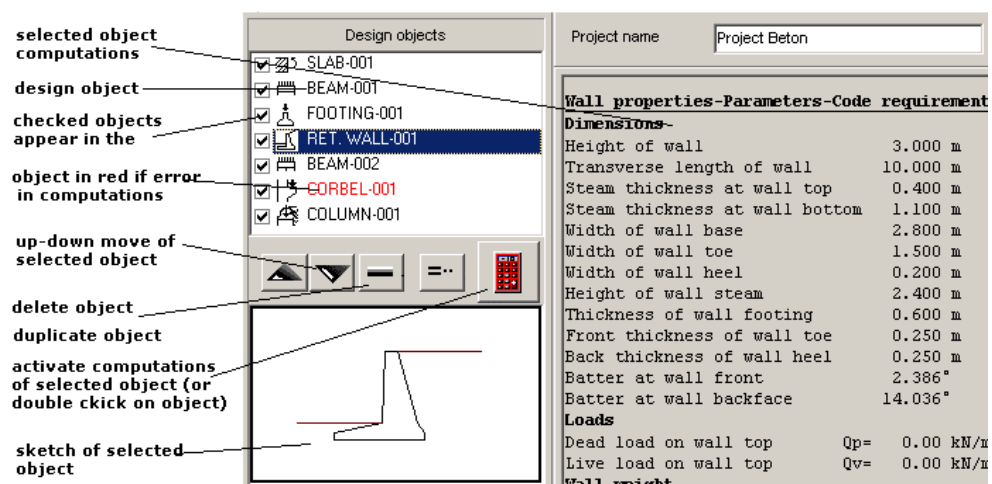 selected object
computations
design object
checked objects
appear in the
object in red if error
in computations
up-down move of
selected object
delete object
duplicate object
activate computations
of selected object (or
double ckick on object)
sketch of selected
object
Design objects
SLAB-001
BEAM-001
FOOTING-001
RET. WALL-001
BEAM-002
CORBEL-001
COLUMN-001
Project name
Project Beton
Wall properties-Parameters-Code requirement
Dimensions
Height of wall 3.000 m
Transverse length of wall 10.000 m
Steam thickness at wall top 0.400 m
Steam thickness at wall bottom 1.100 m
Width of wall base 2.800 m
Width of wall toe 1.500 m
Width of wall heel 0.200 m
Height of wall steam 2.400 m
Thickness of wall footing 0.600 m
Front thickness of wall toe 0.250 m
Back thickness of wall heel 0.250 m
Batter at wall front 2.386°
Batter at wall backface 14.036°
Loads
Dead load on wall top Qp= 0.00 kN/m
Live load on wall top Qv= 0.00 kN/m
Wall weight